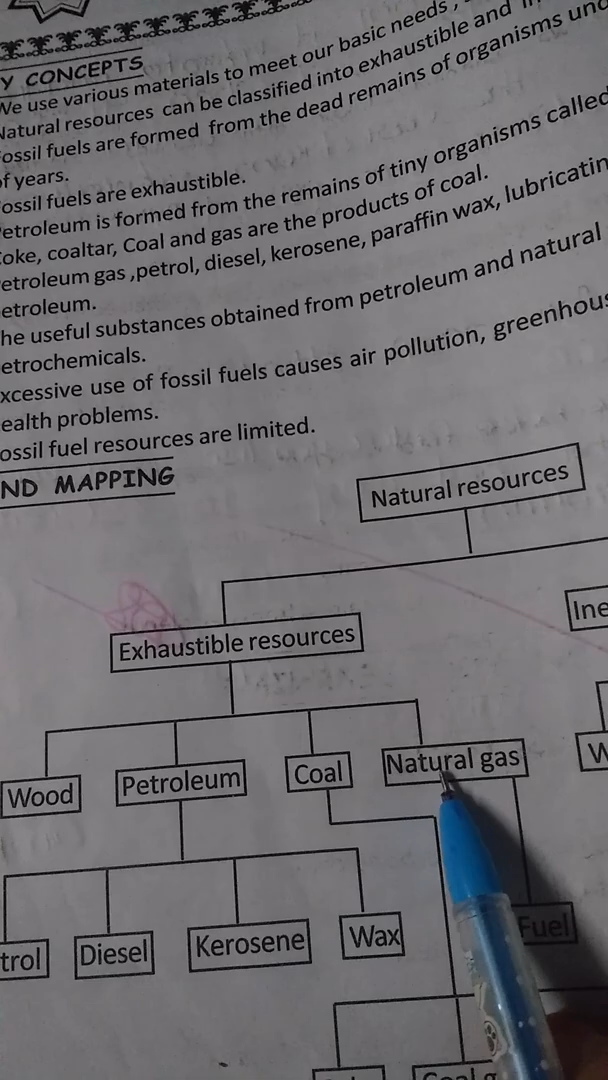 Y CONCEPTS
We use various materials to meet our basic needs ,
Natural resources can be classified into exhaustible and
ossil fuels are formed from the dead remains of organisms und
of years.
ossil fuels are exhaustible.
etroleum is formed from the remains of tiny organisms called
oke, coaltar, Coal and gas are the products of coal.
etroleum gas ,petrol, diesel, kerosene, paraffin wax, lubricatin
etroleum.
he useful substances obtained from petroleum and natural
etrochemicals.
xcessive use of fossil fuels causes air pollution, greenhous
ealth problems.
ossil fuel resources are limited.
ND MAPPING
Natural resources
Exhaustible resources
Ine
Wood
Petroleum
Coal
Natural gas
W
trol
Diesel
Kerosene
Wax
Fuel